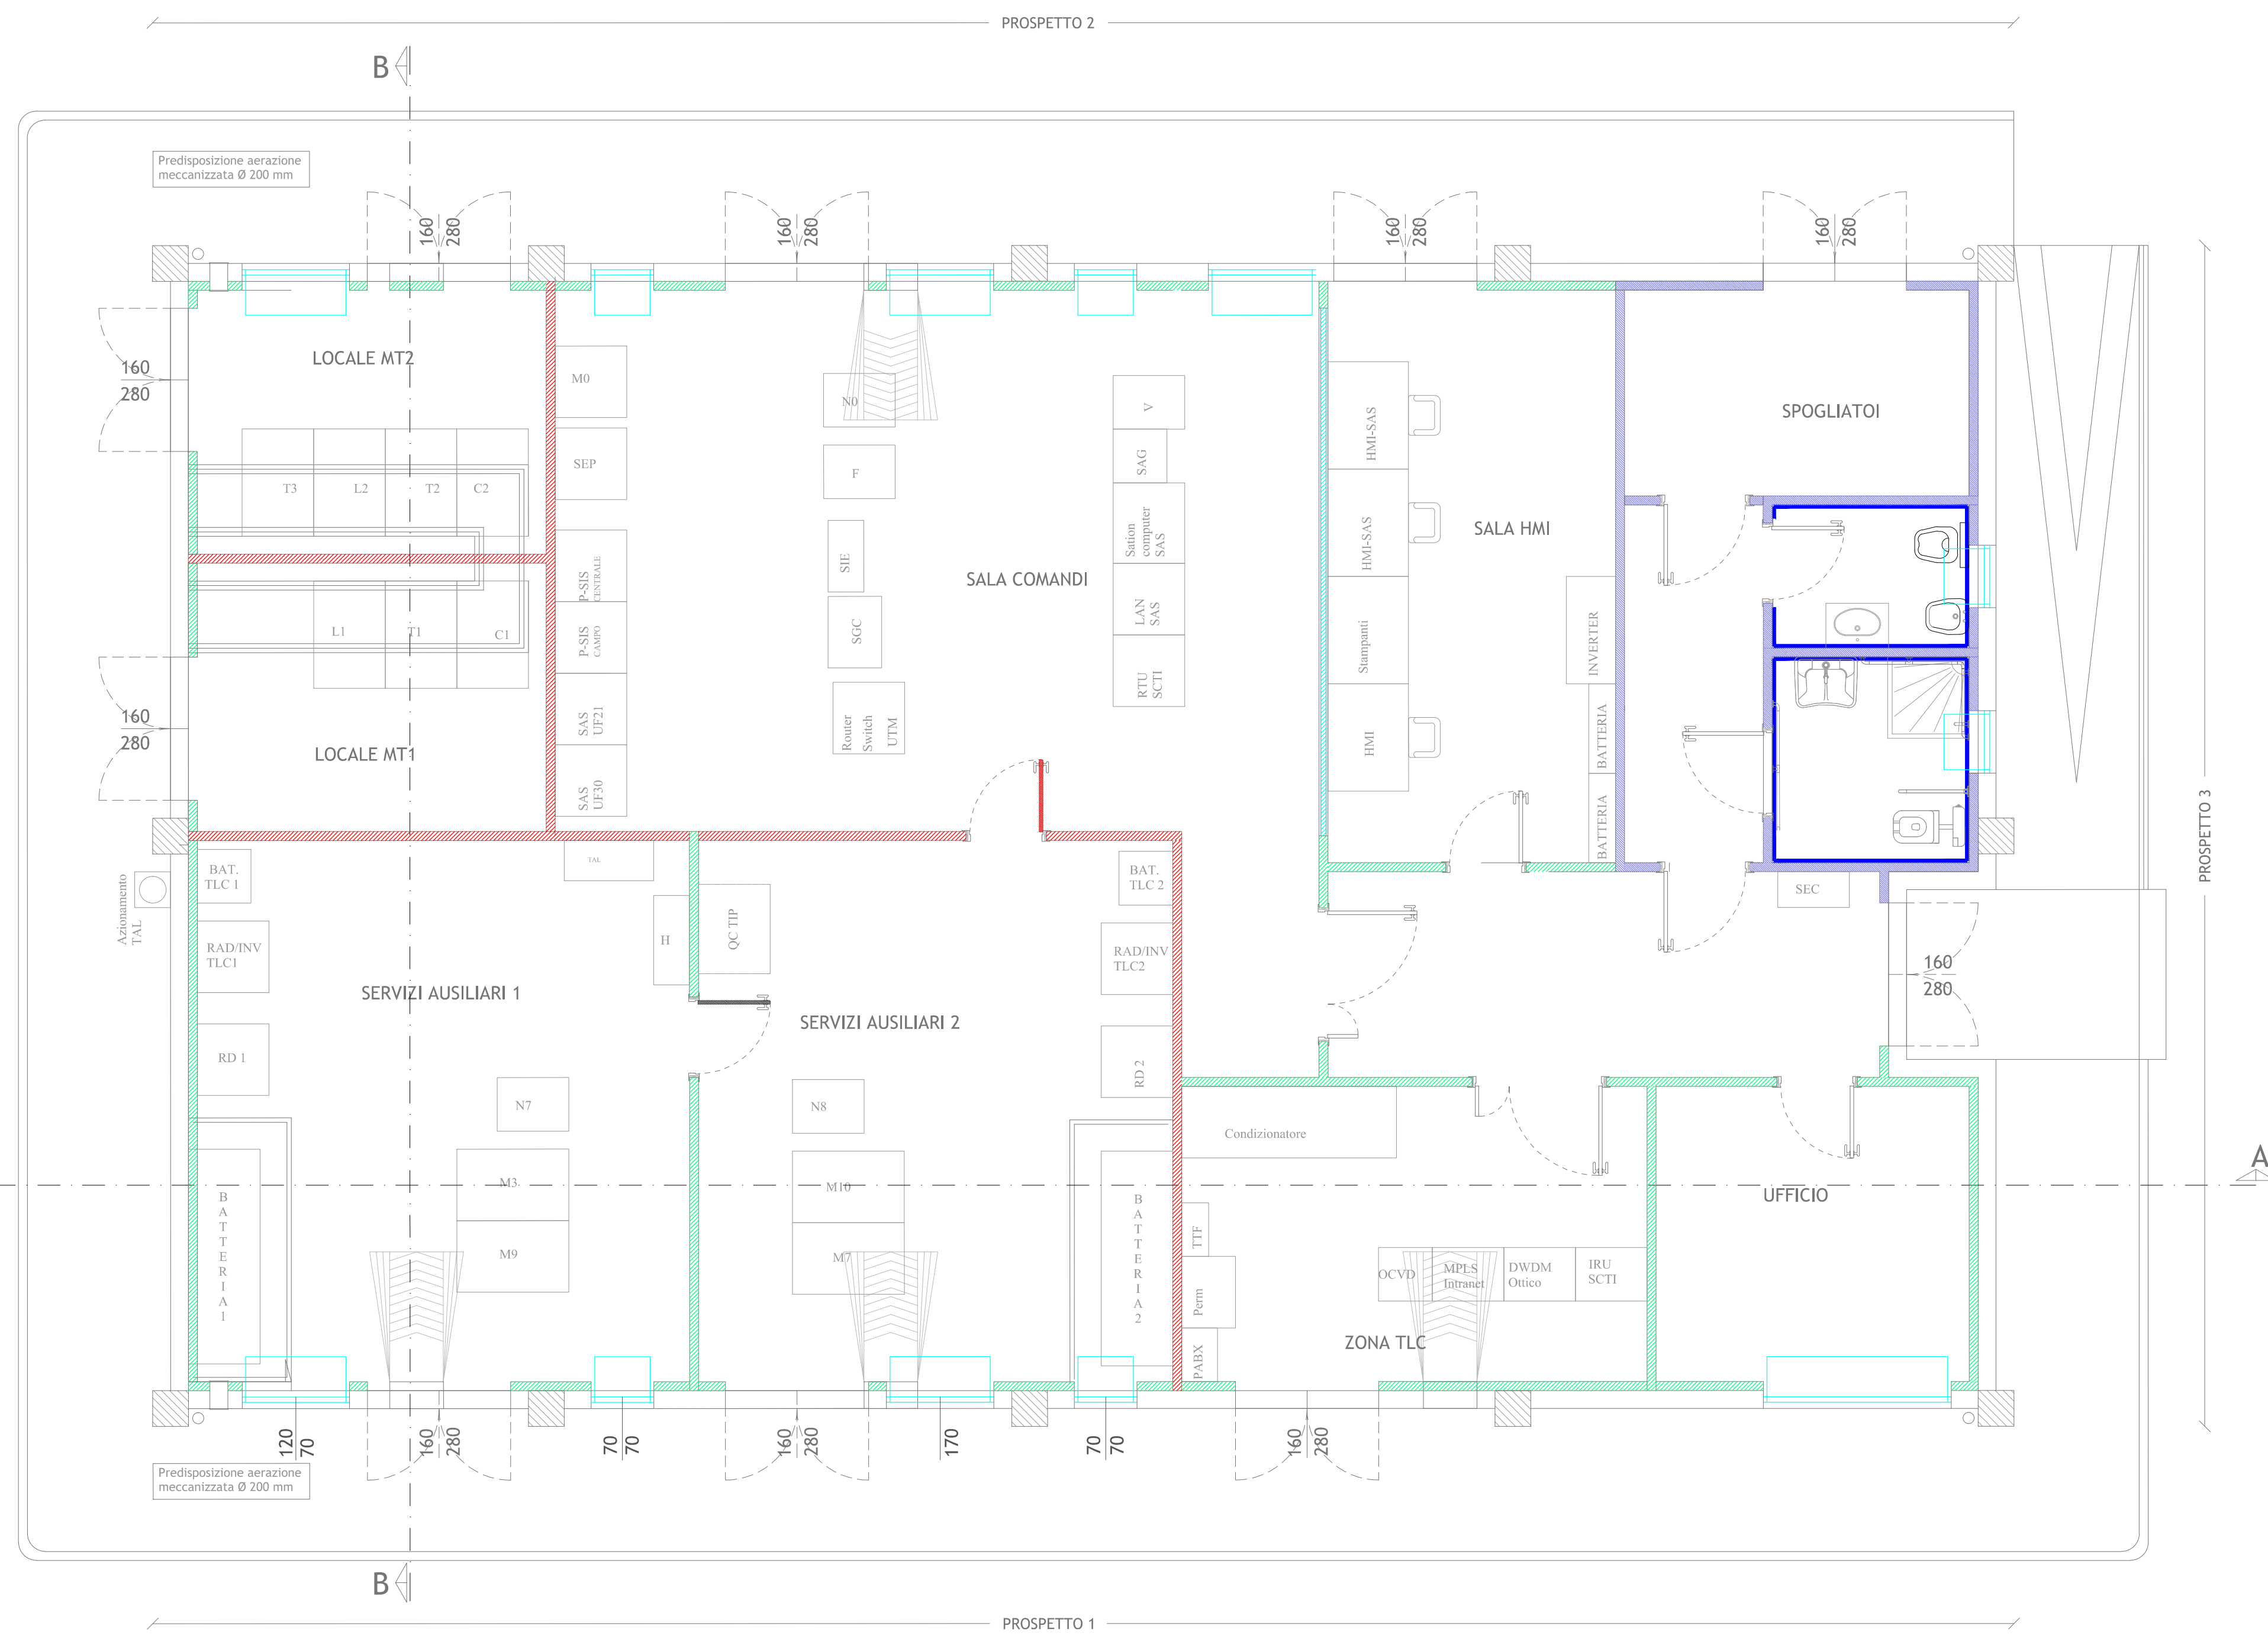 PROSPETTO 2
B
Predisposizione aerazione
meccanizzata Ø 200 mm
160
280
160
280
160
280
160
280
LOCALE MT2
160
280
T3
L2
T2
C2
L1
T1
C1
160
280
LOCALE MT1
M0
SEP
P-SIS
CENTRALE
P-SIS
CAMPO
SAS
UF21
SAS
UF30
N0
F
SIE
SGC
Router
Switch
UTM
SALA COMANDI
V
SAG
Sation
computer
SAS
LAN
SAS
RTU
SCTI
HMI-SAS
HMI-SAS
Stampanti
HMI
SALA HMI
INVERTER
BATTERIA
BATTERIA
SPOGLIATOI
PROSPETTO 3
Azionamento
TAL
BAT.
TLC 1
RAD/INV
TLC1
RD 1
TAL
H
QC TIP
SERVIZI AUSILIARI 1
SERVIZI AUSILIARI 2
BAT.
TLC 2
RAD/INV
TLC2
RD 2
SEC
160
280
N7
N8
M3
M9
M10
M7
BATTERIA1
BATTERIA2
Condizionatore
TTF
Perm
PABX
OCVD
MPLS
Intranet
DWDM
Ottico
IRU
SCTI
ZONA TLC
UFFICIO
A
120
70
160
280
70
70
160
280
170
70
70
160
280
Predisposizione aerazione
meccanizzata Ø 200 mm
B
PROSPETTO 1